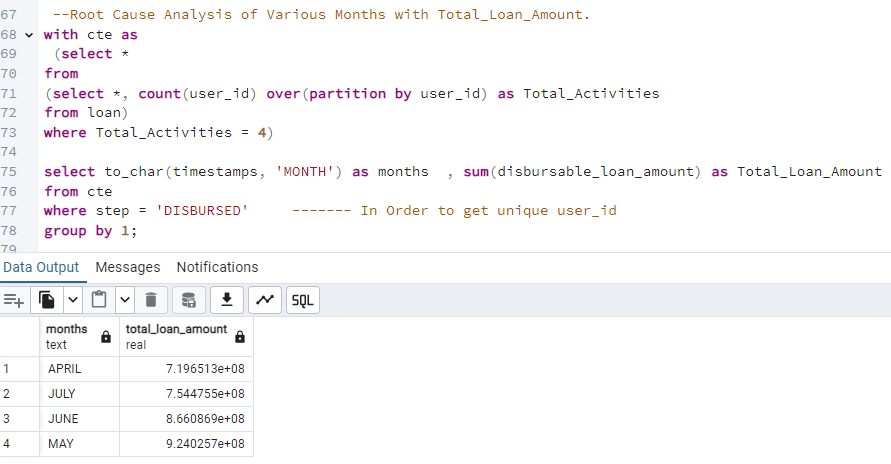 67 --Root Cause Analysis of Various Months with Total_Loan_Amount.
68 with cte as
69 (select *
70 from
71 (select *, count(user_id) over(partition by user_id) as Total_Activities
72 from loan)
73 where Total_Activities = 4)
74
75 select to_char(timestamps, 'MONTH') as months , sum(disbursable_loan_amount) as Total_Loan_Amount
76 from cte
77 where step = 'DISBURSED' ------- In Order to get unique user_id
78 group by 1;
79
Data Output Messages Notifications
SQL
months total_loan_amount
text real
1 APRIL 7.196513e+08
2 JULY 7.544755e+08
3 JUNE 8.660869e+08
4 MAY 9.240257e+08